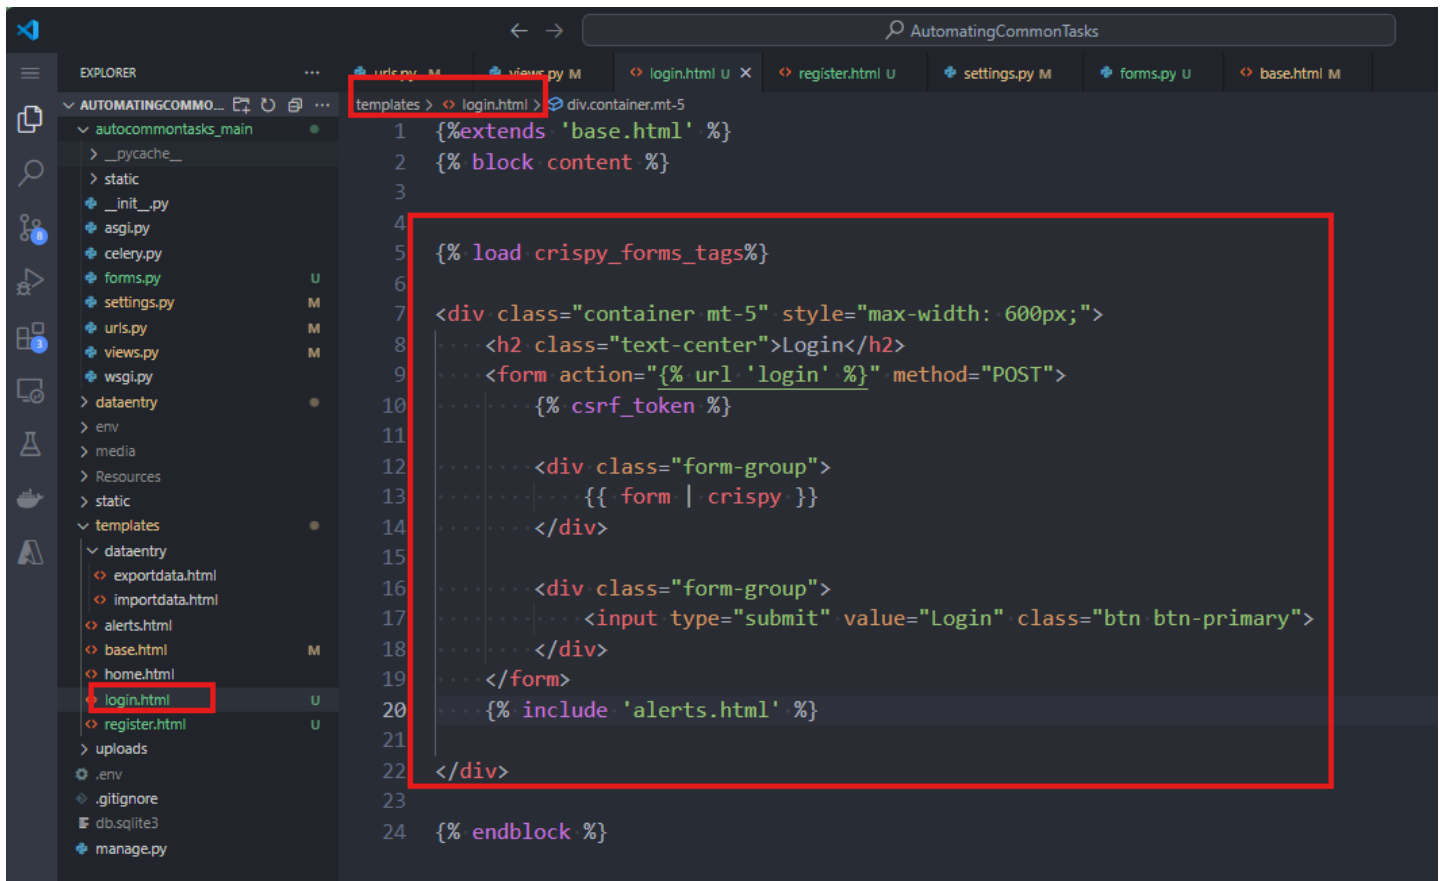 AutomatingCommonTasks
EXPLORER
urls.py M
views.py M
login.html U
register.html U
settings.py M
forms.py U
base.html M
AUTOMATINGCOMMO...
templates > login.html > div.container.mt-5
autocommontasks_main
__pycache__
static
__init__.py
asgi.py
celery.py
forms.py U
settings.py M
urls.py M
views.py M
wsgi.py
dataentry
env
media
Resources
static
templates
dataentry
exportdata.html
importdata.html
alerts.html
base.html M
home.html
login.html U
register.html U
uploads
.env
.gitignore
db.sqlite3
manage.py
8
3
1 {%extends 'base.html' %}
2 {% block content %}
3
4
5 {% load crispy_forms_tags%}
6
7 <div class="container mt-5" style="max-width: 600px;">
8 <h2 class="text-center">Login</h2>
9 <form action="{% url 'login' %}" method="POST">
10 {% csrf_token %}
11
12 <div class="form-group">
13 {{ form | crispy }}
14 </div>
15
16 <div class="form-group">
17 <input type="submit" value="Login" class="btn btn-primary">
18 </div>
19 </form>
20 {% include 'alerts.html' %}
21
22 </div>
23
24 {% endblock %}